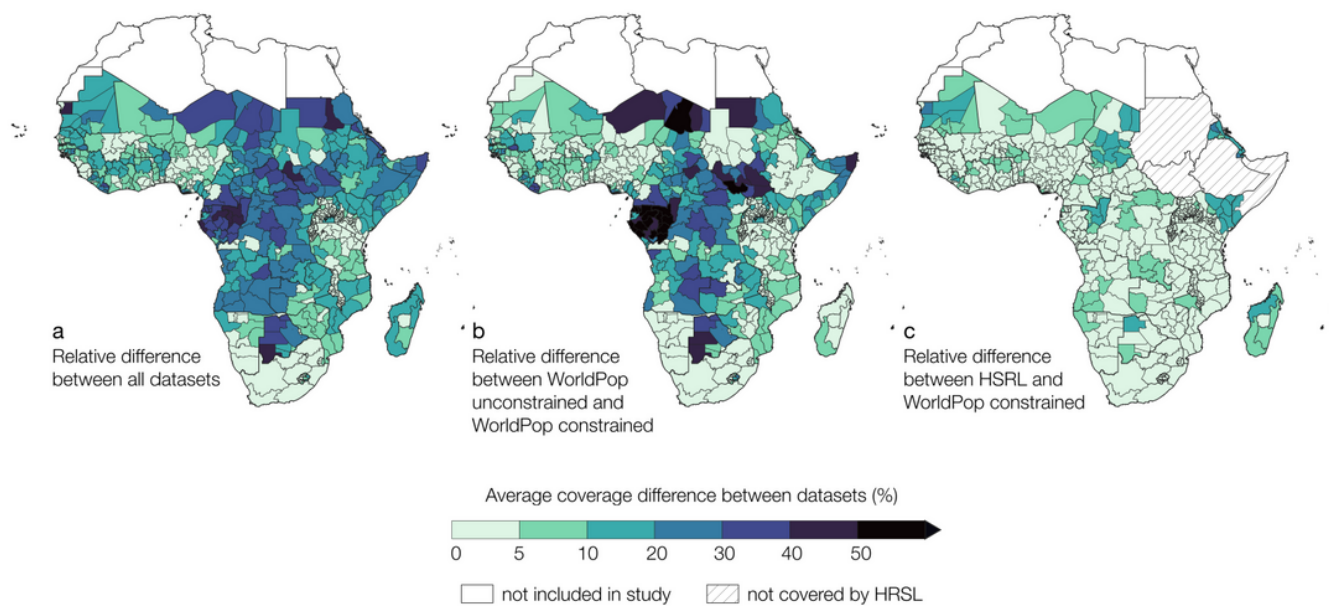 a
Relative difference
between all datasets
b
Relative difference
between WorldPop
unconstrained and
WorldPop constrained
c
Relative difference
between HSRL and
WorldPop constrained
Average coverage difference between datasets (%)
0 5 10 20 30 40 50
not included in study not covered by HRSL